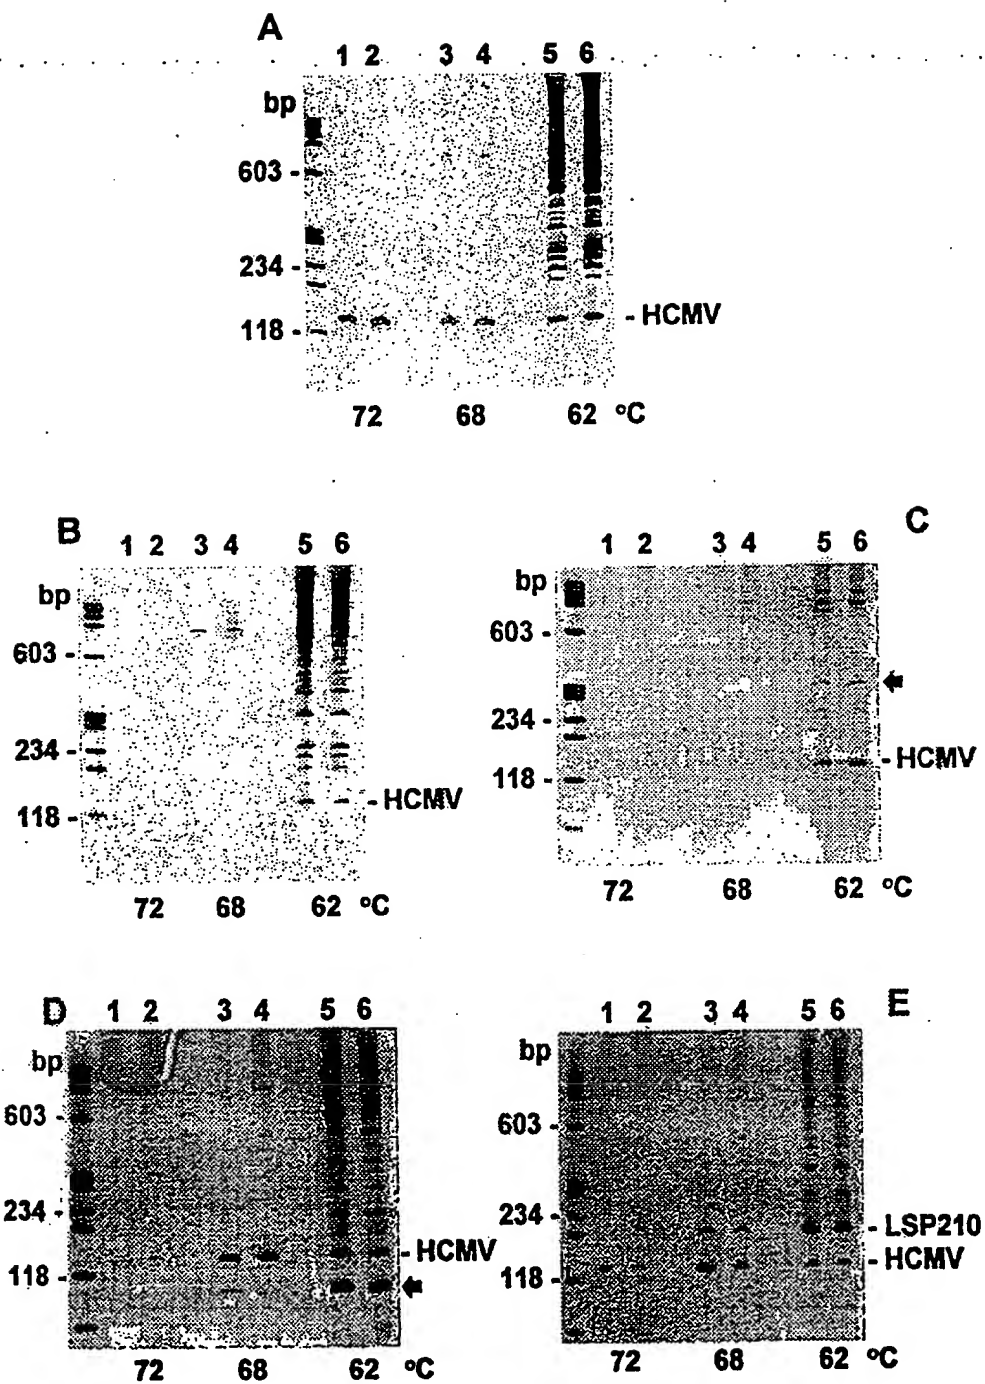 A
1 2 3 4 5 6
bp
603 -
234 -
- HCMV
118 -
72 68 62 °C
B
1 2 3 4 5 6
bp
603 -
234 -
- HCMV
118 -
72 68 62 °C
C
1 2 3 4 5 6
bp
603 -
234 -
- HCMV
118 -
72 68 62 °C
D
1 2 3 4 5 6
bp
603 -
234 -
- HCMV
118 -
72 68 62 °C
E
1 2 3 4 5 6
bp
603 -
234 -
- LSP210
- HCMV
118 -
72 68 62 °C